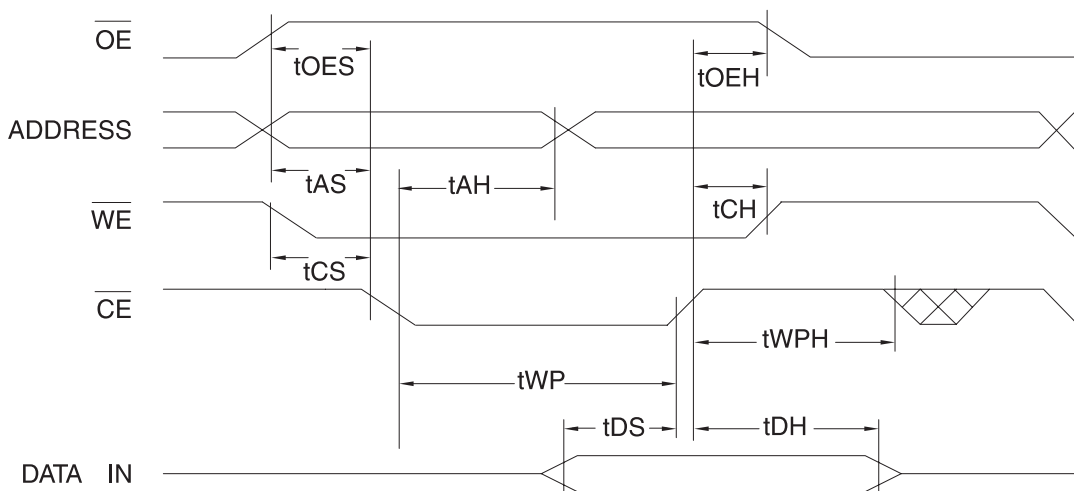 OE
tOES
tOEH
ADDRESS
tAS
tAH
tCH
WE
tCS
CE
tWPH
tWP
tDS
tDH
DATA IN